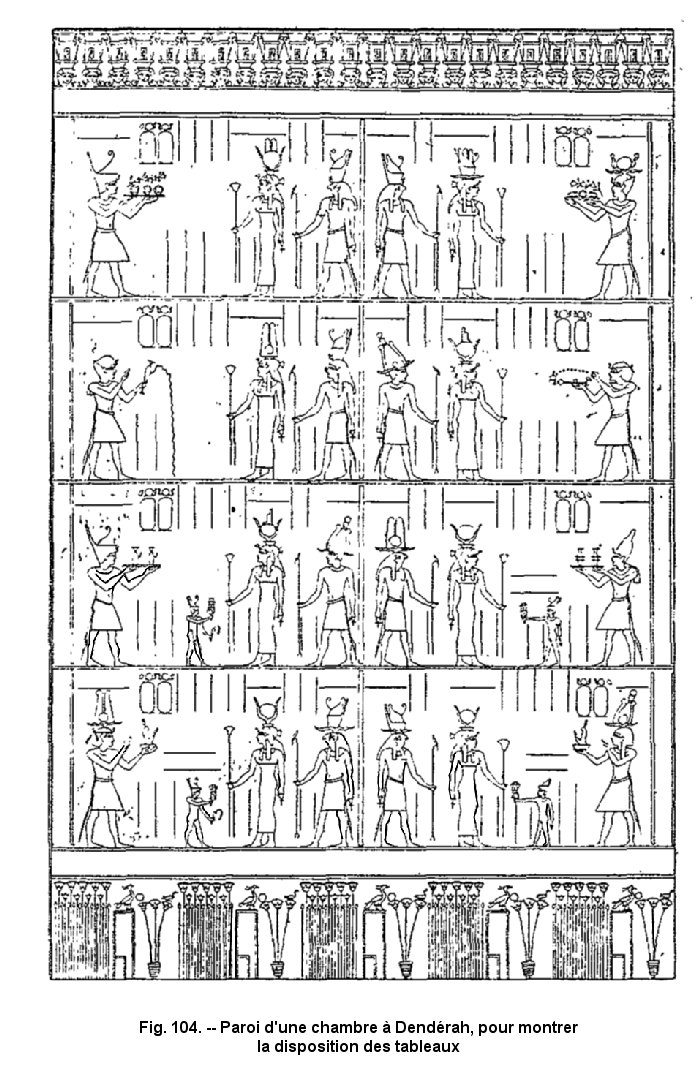 Fig. 104. -- Paroi d'une chambre à Dendérah, pour montrer
la disposition des tableaux